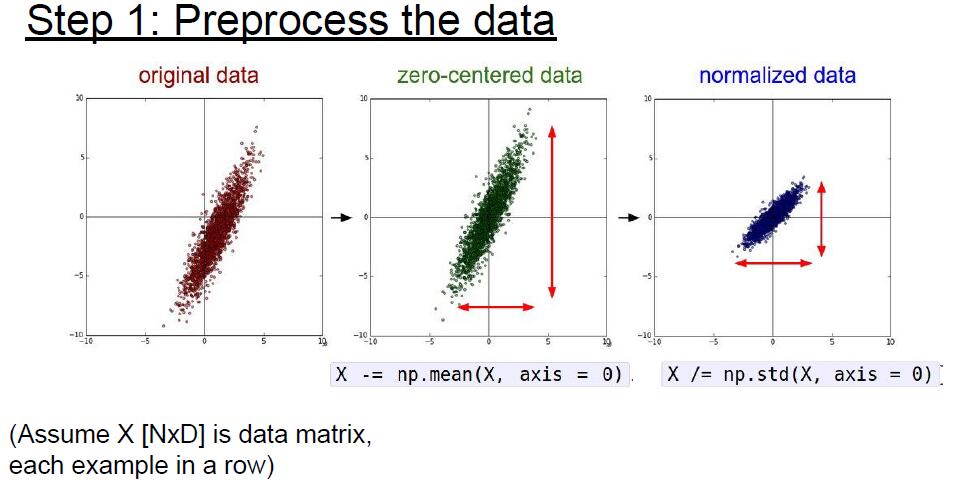 Step 1: Preprocess the data
original data
zero-centered data
normalized data
10
5
0
−5
−10
−10 −5 0 5 10
10
5
0
−5
−10
−10 −5 0 5 10
10
5
0
−5
−10
−10 −5 0 5 10
X -= np.mean(X, axis = 0).
X /= np.std(X, axis = 0)
(Assume X [NxD] is data matrix,
each example in a row)